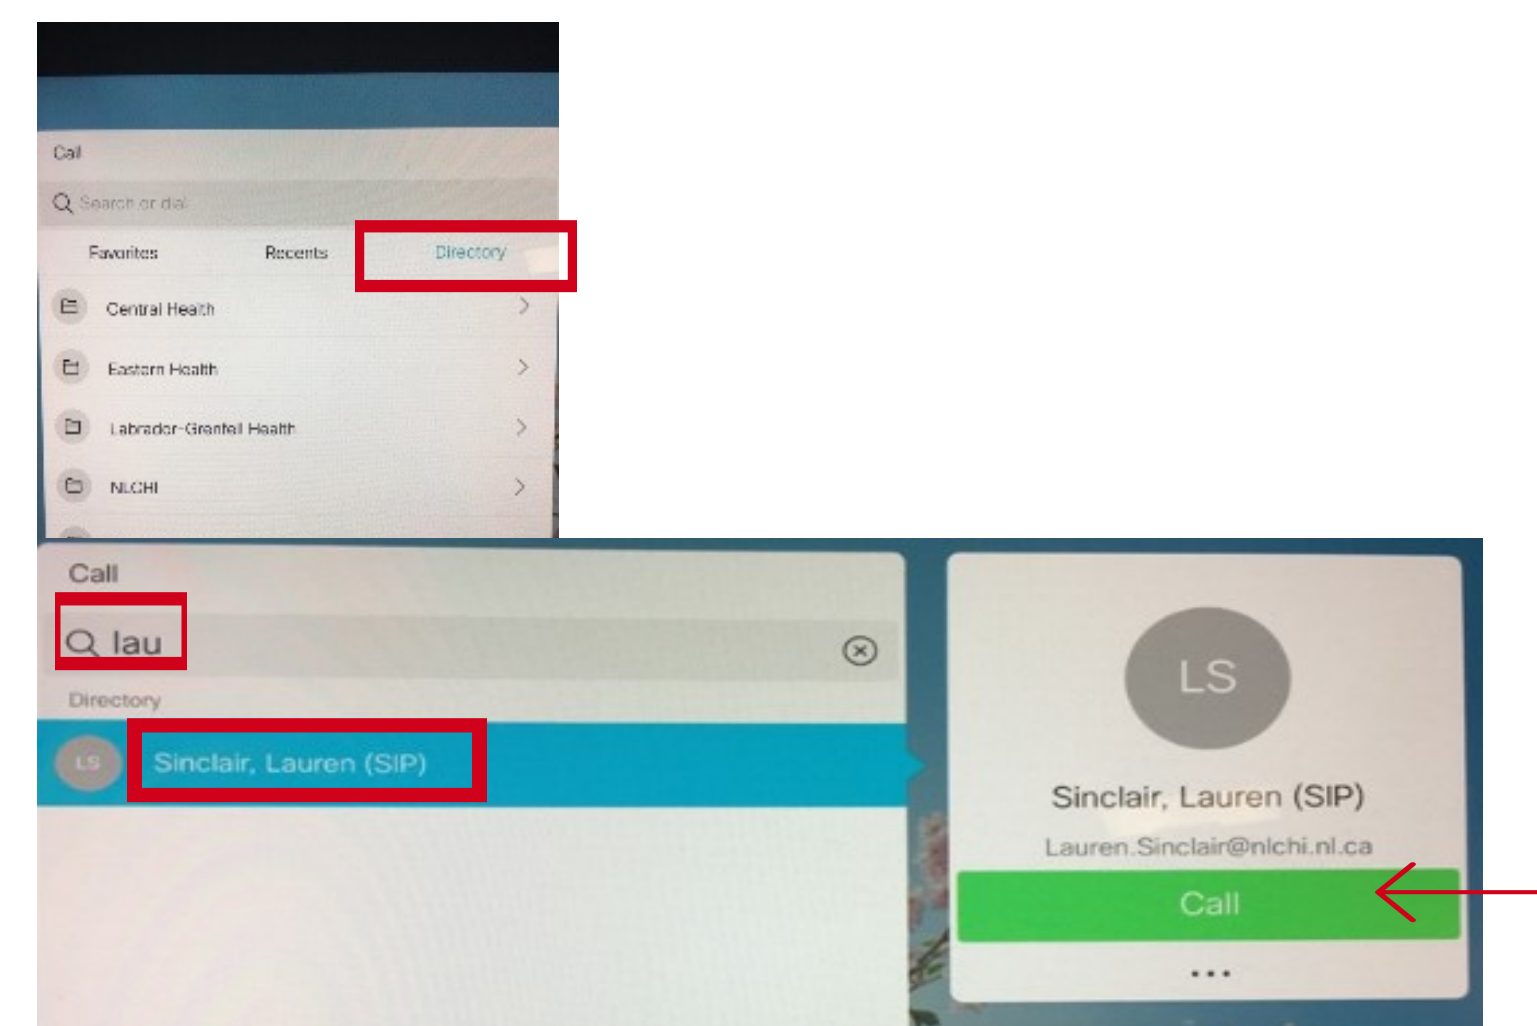 Call
Search or dial
Favorites Recents Directory
Central Health
Eastern Health
Labrador-Grenfell Health
NLCHI
Call
lau
Directory
LS Sinclair, Lauren (SIP)
LS
Sinclair, Lauren (SIP)
Lauren.Sinclair@nlchi.nl.ca
Call
...